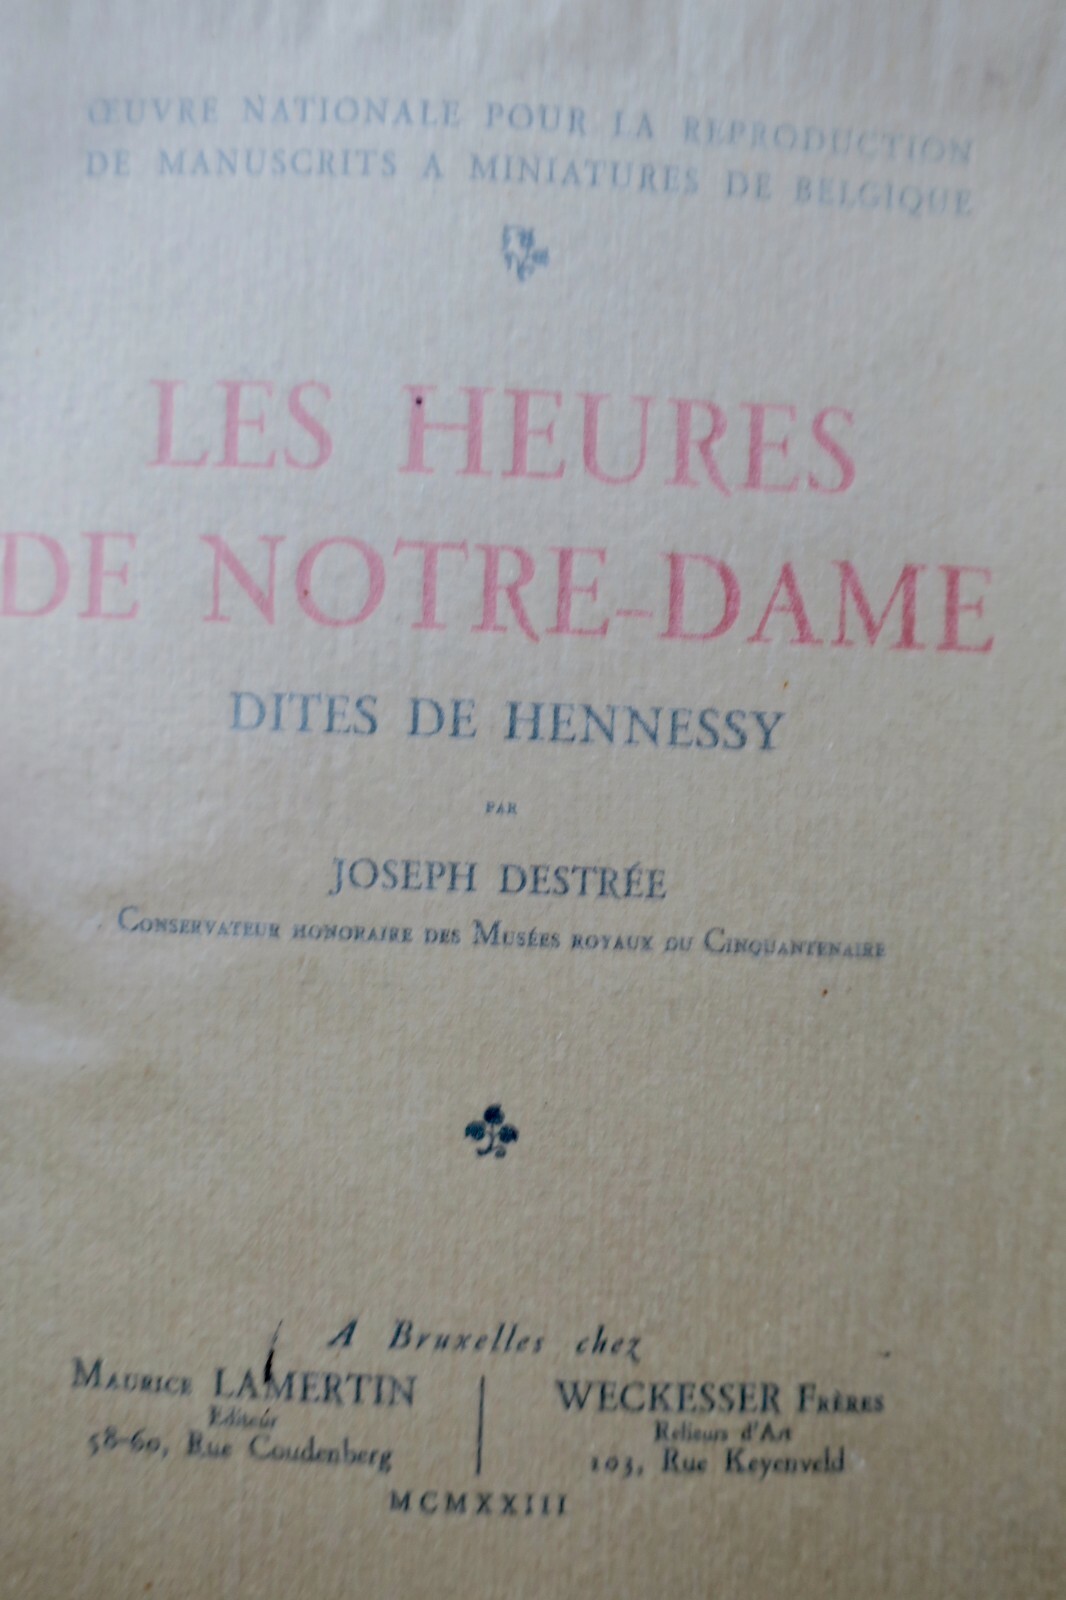 ŒUVRE NATIONALE POUR LA REPRODUCTION
DE MANUSCRITS A MINIATURES DE BELGIQUE
LES HEURES
DE NOTRE-DAME
DITES DE HENNESSY
PAR
JOSEPH DESTRÉE
CONSERVATEUR HONORAIRE DES MUSÉES ROYAUX DU CINQUANTENAIRE
A Bruxelles chez
MAURICE LAMERTIN
Editeur
58-60, Rue Coudenberg
WECKESSER FRÈRES
Relieurs d'Art
103, Rue Keyenveld
MCMXXIII